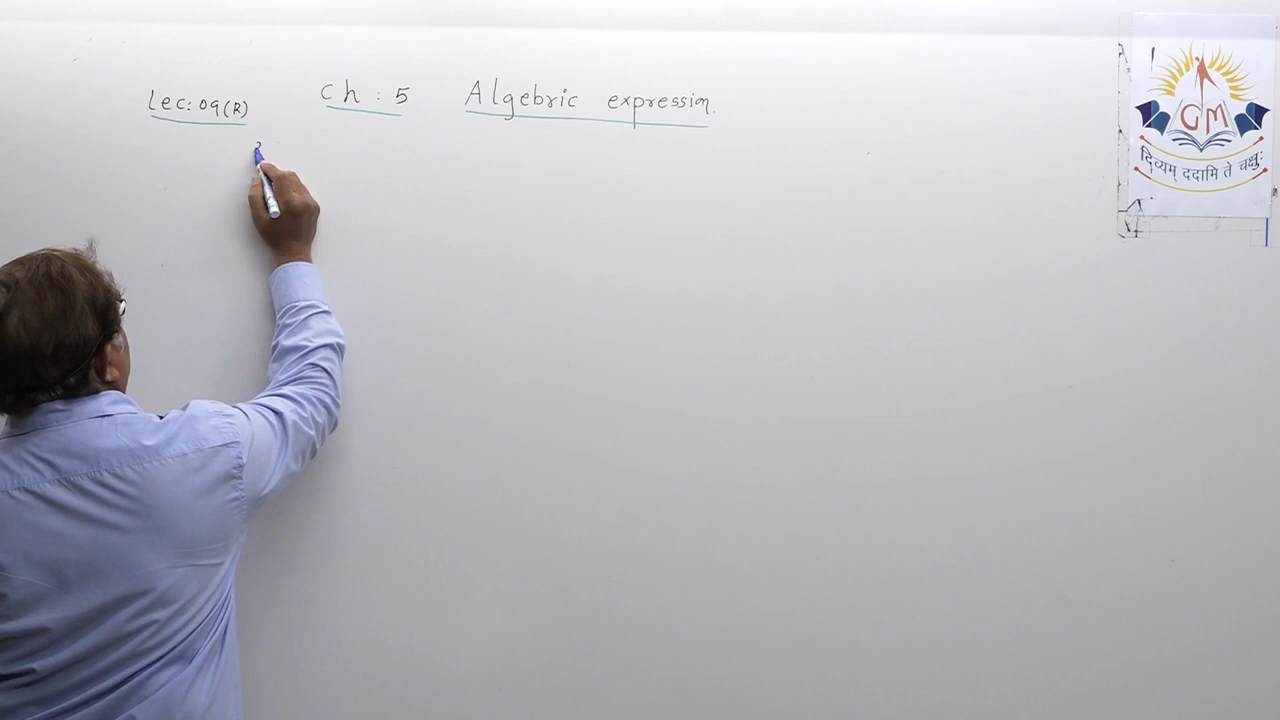 Lec: 09(R) Ch : 5 Algebric expression.
GM
दिव्यम् ददामि ते चक्षुः